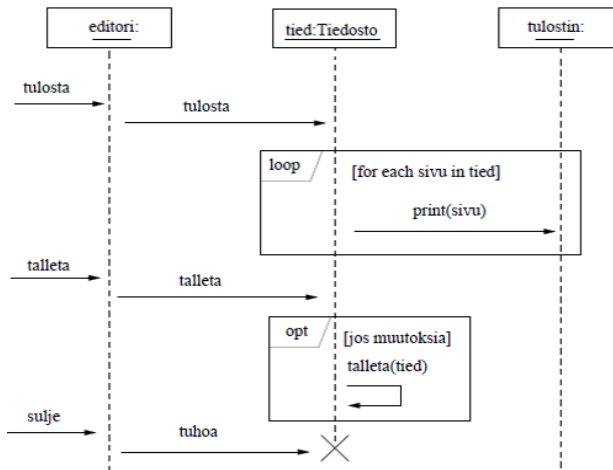 editori:
tied:Tiedosto
tulostin:
tulosta
tulosta
loop
[for each sivu in tied]
print(sivu)
talleta
talleta
opt
[jos muutoksia]
talleta(tied)
sulje
tuhoa